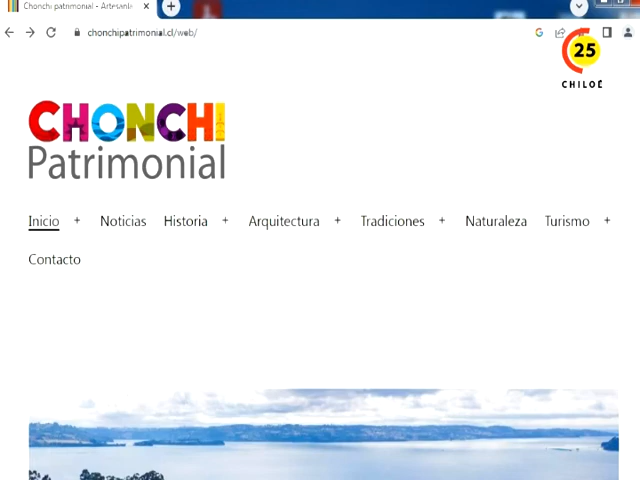 Chonchi patrimonial - Artesanía
chonchipatrimonial.cl/web/
25
CHILOÉ
CHONCHI
Patrimonial
Inicio + Noticias Historia + Arquitectura + Tradiciones + Naturaleza Turismo +
Contacto